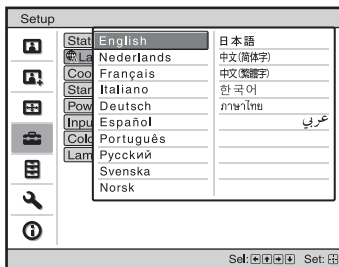 Setup
Stat
La
Coo
Star
Pow
Inpu
Colo
Lam
English
Nederlands
Français
Italiano
Deutsch
Español
Português
Русский
Svenska
Norsk
日本語
中文(简体字)
中文(繁體字)
한국어
ภาษาไทย
عربي
Sel: Set: